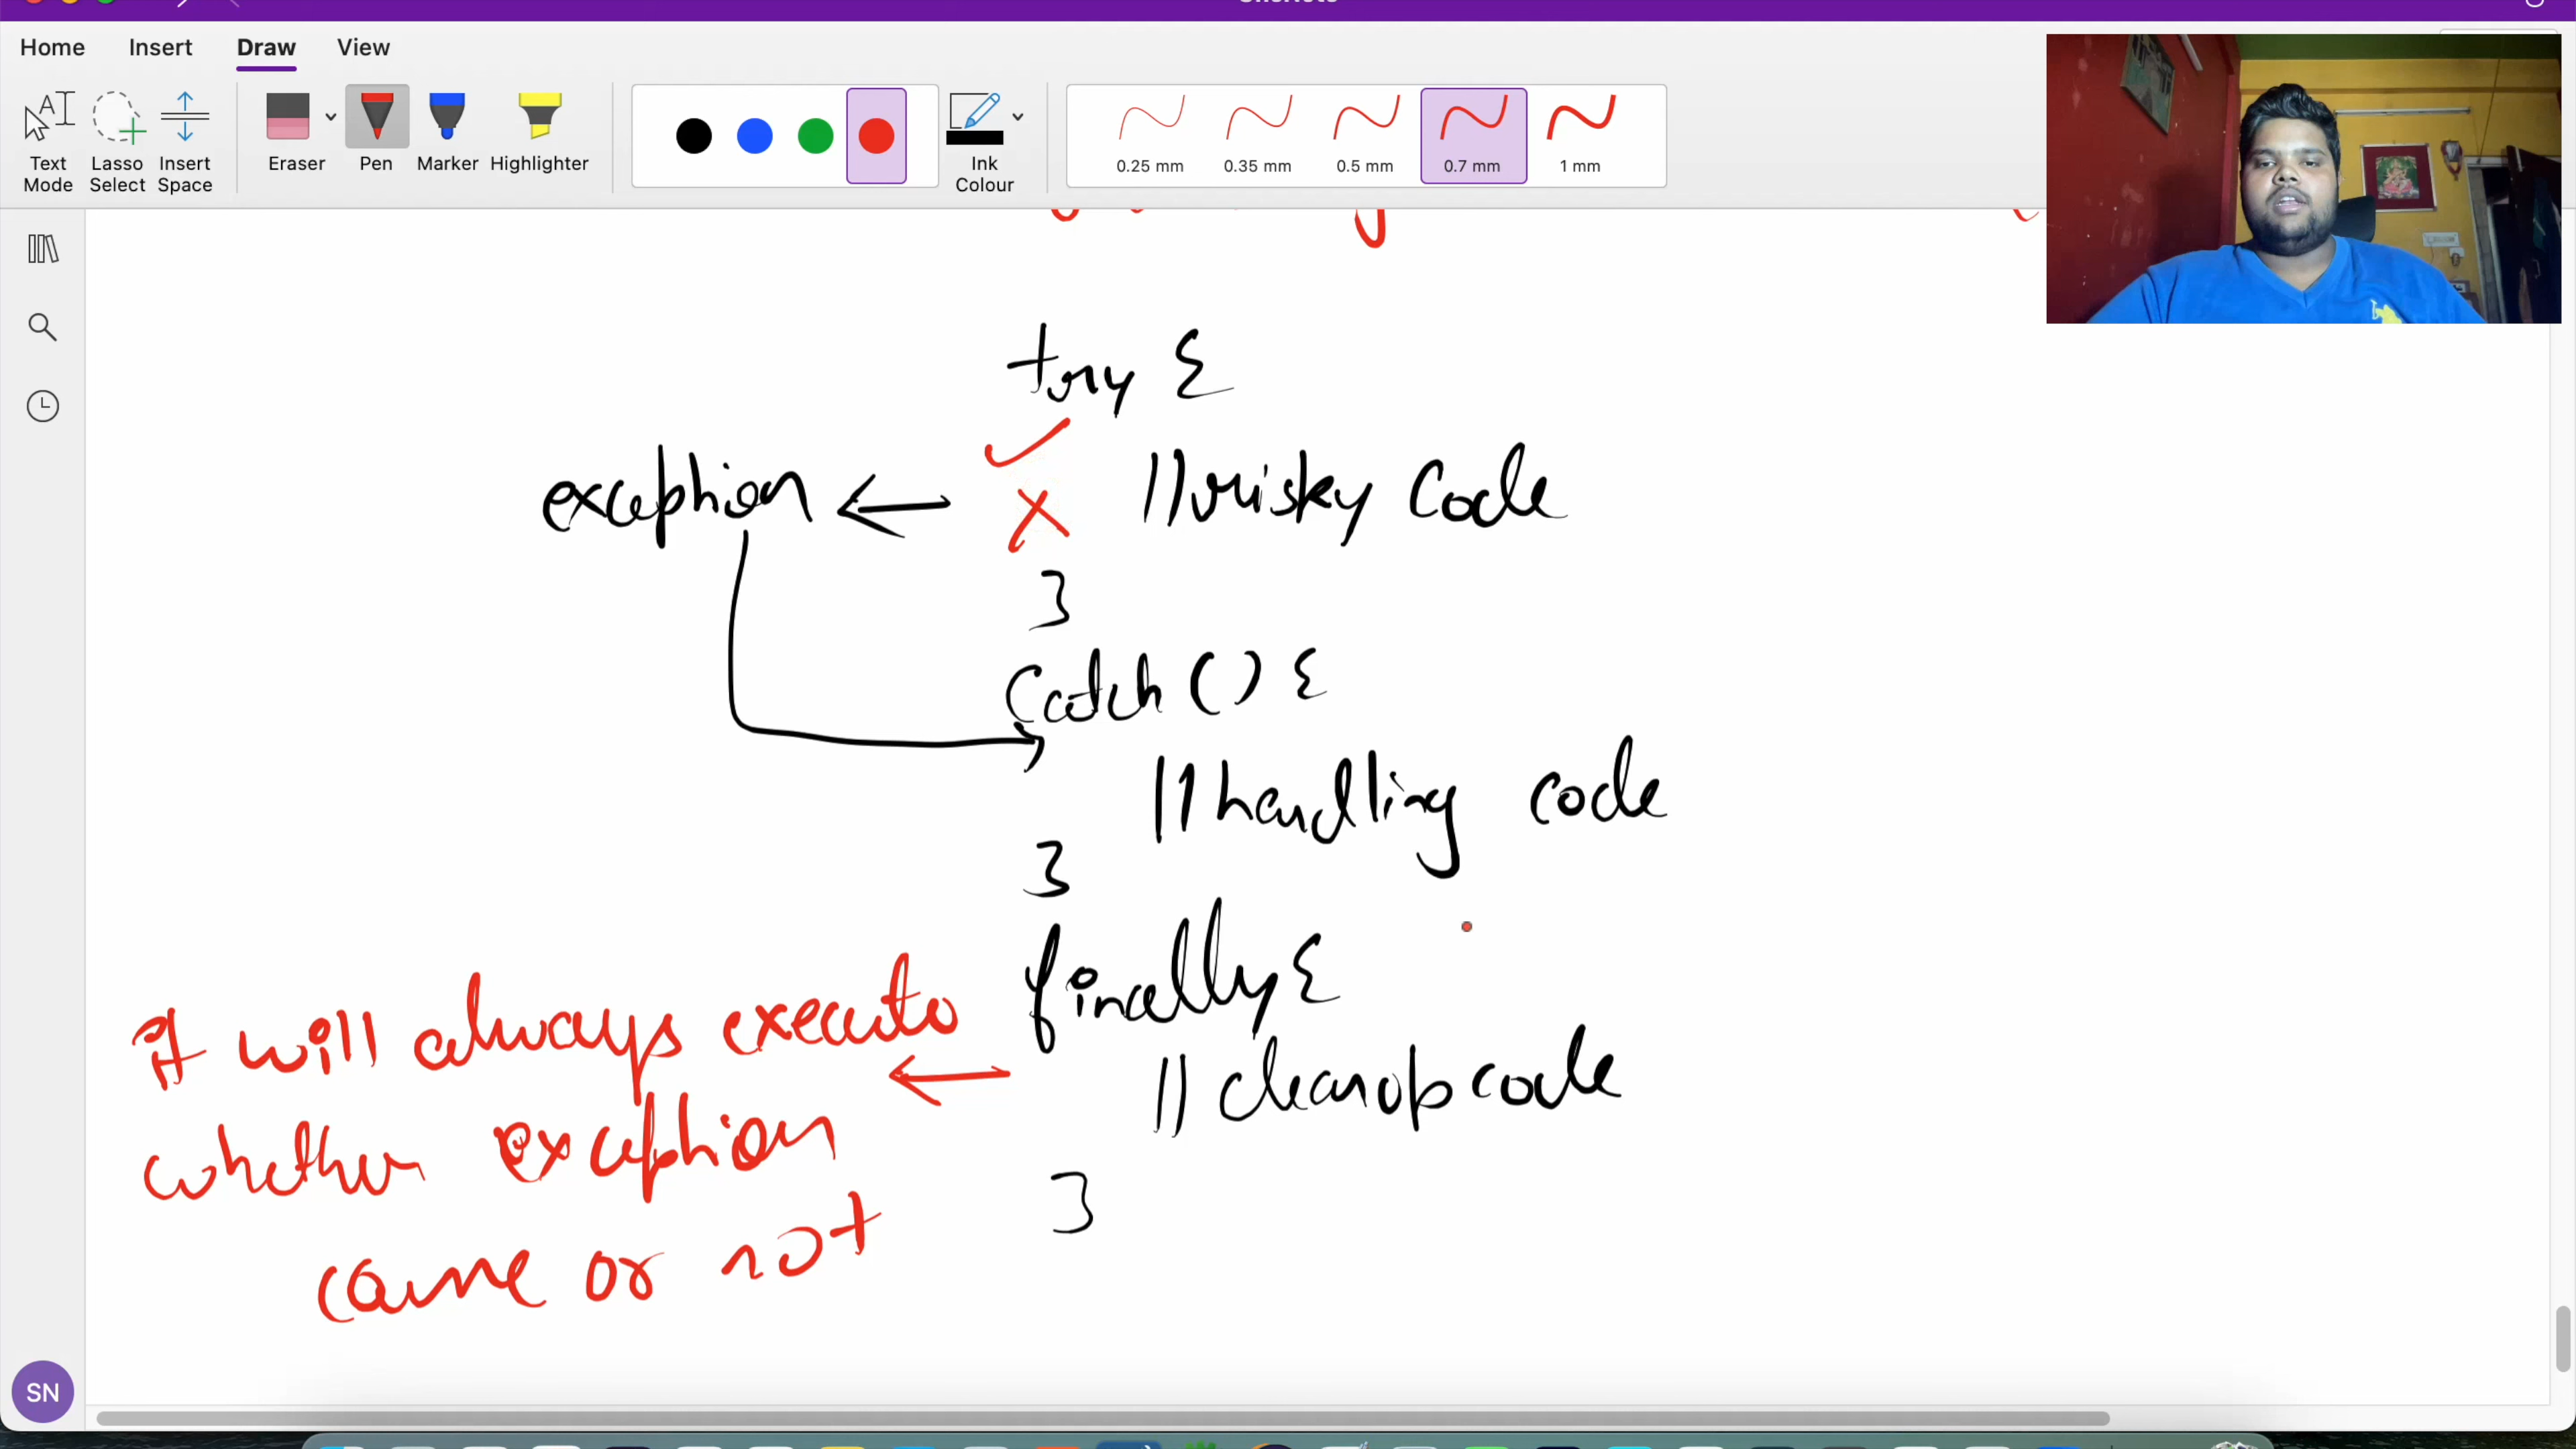 Home Insert Draw View
Text Mode
Lasso Select
Insert Space
Eraser
Pen
Marker
Highlighter
Ink Colour
0.25 mm
0.35 mm
0.5 mm
0.7 mm
1 mm
try {
exception ← // risky Code
}
Catch () {
// handling code
}
finally {
// cleanup code
}
it will always execute
whether exception
came or not
SN